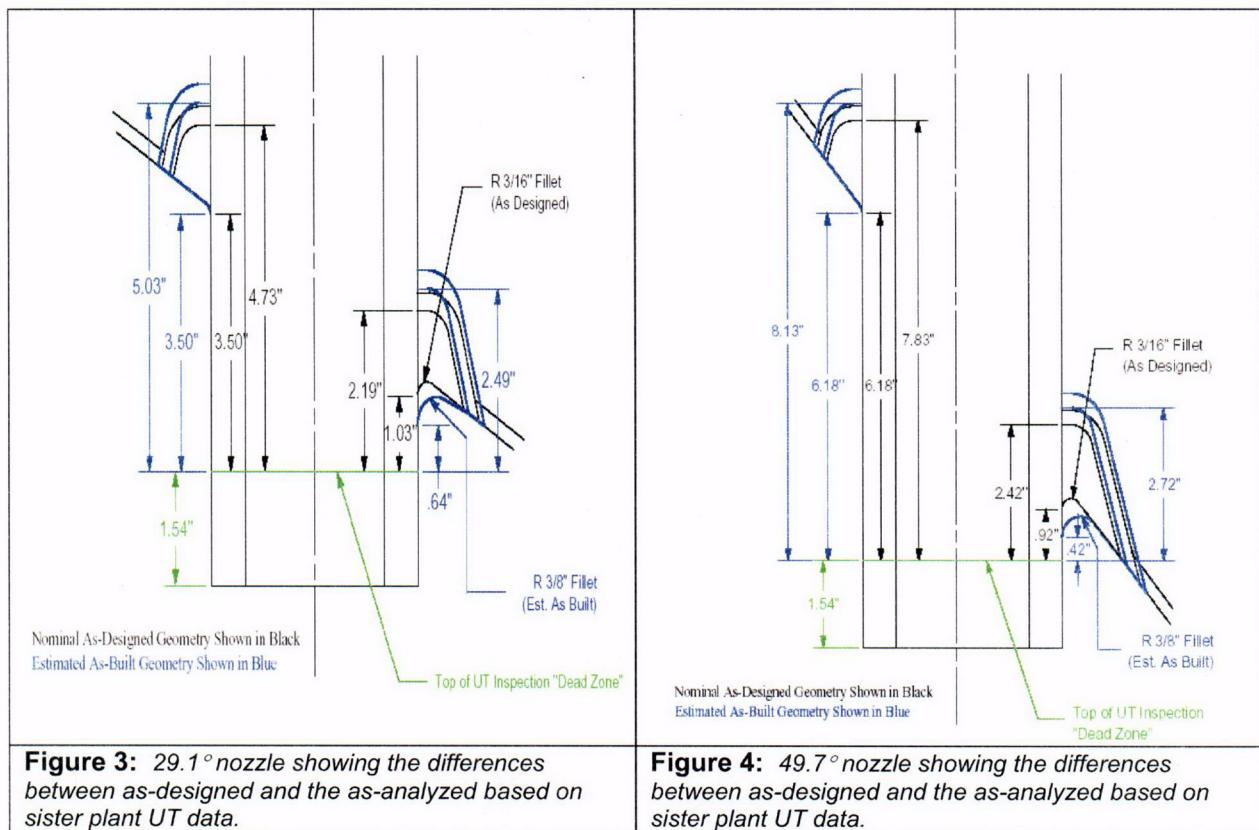 R 3/16" Fillet
(As Designed)
5.03"
4.73"
3.50"
3.50"
2.19"
2.49"
1.03"
.64"
1.54"
R 3/8" Fillet
(Est. As Built)
Nominal As-Designed Geometry Shown in Black
Estimated As-Built Geometry Shown in Blue
Top of UT Inspection "Dead Zone"
Figure 3: 29.1° nozzle showing the differences
between as-designed and the as-analyzed based on
sister plant UT data.
8.13"
7.83"
R 3/16" Fillet
(As Designed)
6.18"
6.18"
2.42"
2.72"
.92"
.42"
1.54"
R 3/8" Fillet
(Est. As Built)
Nominal As-Designed Geometry Shown in Black
Estimated As-Built Geometry Shown in Blue
Top of UT Inspection
"Dead Zone"
Figure 4: 49.7° nozzle showing the differences
between as-designed and the as-analyzed based on
sister plant UT data.